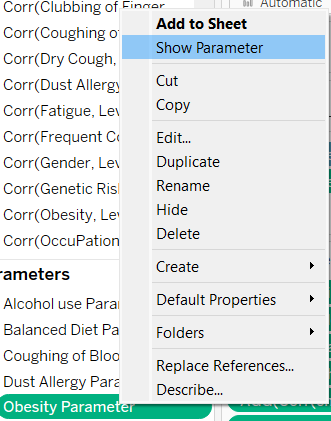 Corr(Clubbing of Finger
Corr(Coughing of
Corr(Dry Cough,
Corr(Dust Allergy
Corr(Fatigue, Lev
Corr(Frequent Co
Corr(Gender, Lev
Corr(Genetic Risk
Corr(Obesity, Lev
Corr(OccuPation
rameters
Alcohol use Para
Balanced Diet Pa
Coughing of Bloo
Dust Allergy Para
Obesity Parameter
Automatic
Add to Sheet
Show Parameter
Cut
Copy
Edit...
Duplicate
Rename
Hide
Delete
Create
Default Properties
Folders
Replace References...
Describe...